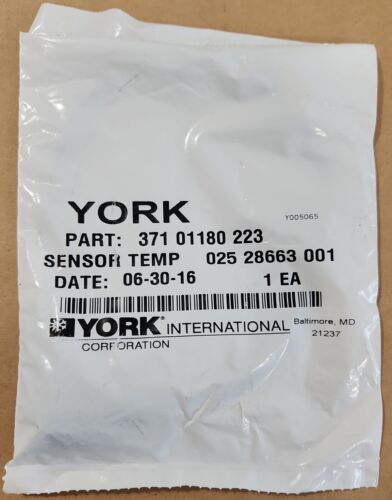 YORK
Y005065
PART: 371 01180 223
SENSOR TEMP 025 28663 001
DATE: 06-30-16 1 EA
YORK INTERNATIONAL Baltimore, MD
CORPORATION 21237